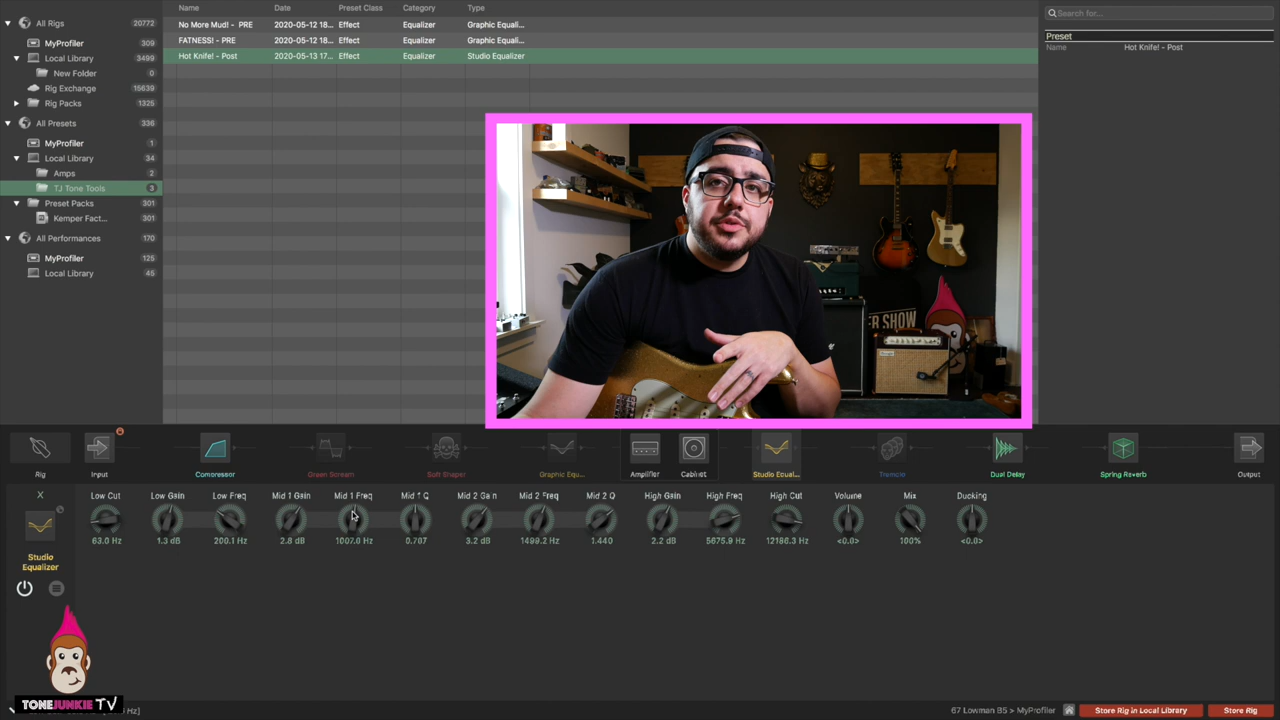 Name Date Preset Class Category Type
No More Mud! - PRE 2020-05-12 18... Effect Equalizer Graphic Equali...
FATNESS! - PRE 2020-05-12 18... Effect Equalizer Graphic Equali...
Hot Knife! - Post 2020-05-13 17... Effect Equalizer Studio Equalizer
All Rigs 20772
MyProfiler 309
Local Library 3499
New Folder 0
Rig Exchange 15639
Rig Packs 1325
All Presets 336
MyProfiler 1
Local Library 34
Amps 2
TJ Tone Tools 3
Preset Packs 301
Kemper Fact... 301
All Performances 170
MyProfiler 125
Local Library 45
Search for...
Preset
Name Hot Knife! - Post
ER SHOW
Rig Input Compressor Green Scream Soft Shaper Graphic Equ... Amplifier Cabinet Studio Equal... Tremolo Dual Delay Spring Reverb Output
X Low Cut Low Gain Low Freq Mid 1 Gain Mid 1 Freq Mid 1 Q Mid 2 Gain Mid 2 Freq Mid 2 Q High Gain High Freq High Cut Volume Mix Ducking
63.0 Hz 1.3 dB 200.1 Hz 2.8 dB 1007.0 Hz 0.707 3.2 dB 1499.2 Hz 1.440 2.2 dB 5675.9 Hz 12186.3 Hz <0.0> 100% <0.0>
Studio
Equalizer
TONEJUNKIE TV
67 Lowman B5 > MyProfiler Store Rig in Local Library Store Rig